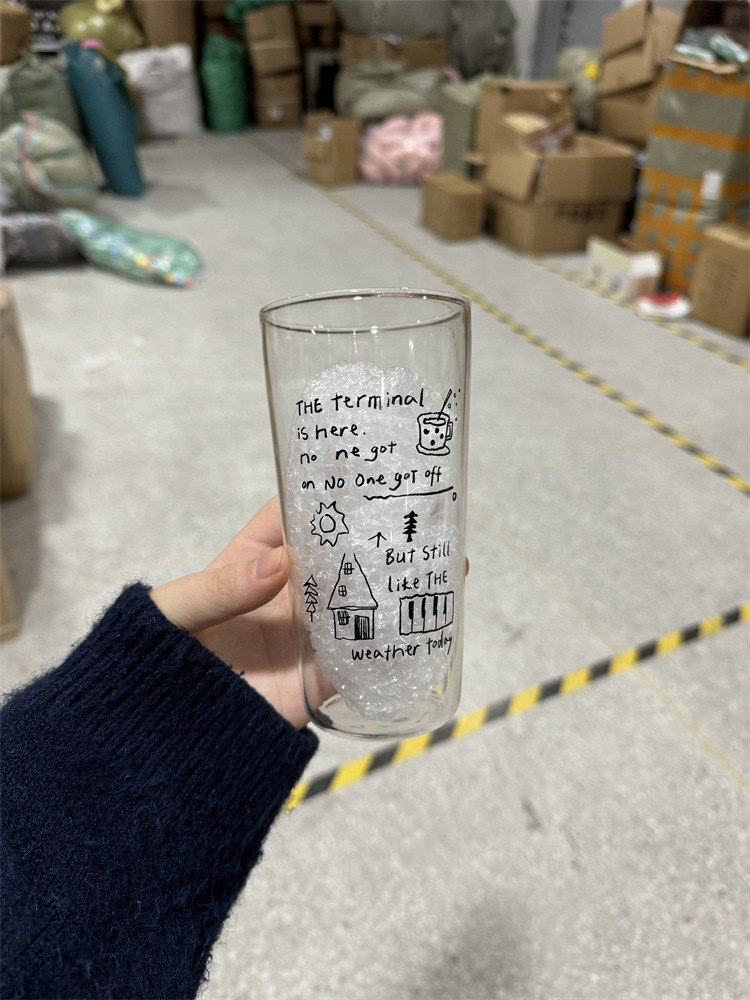 THE terminal
is here.
no ne got
on No One got off
But still
like THE
weather today